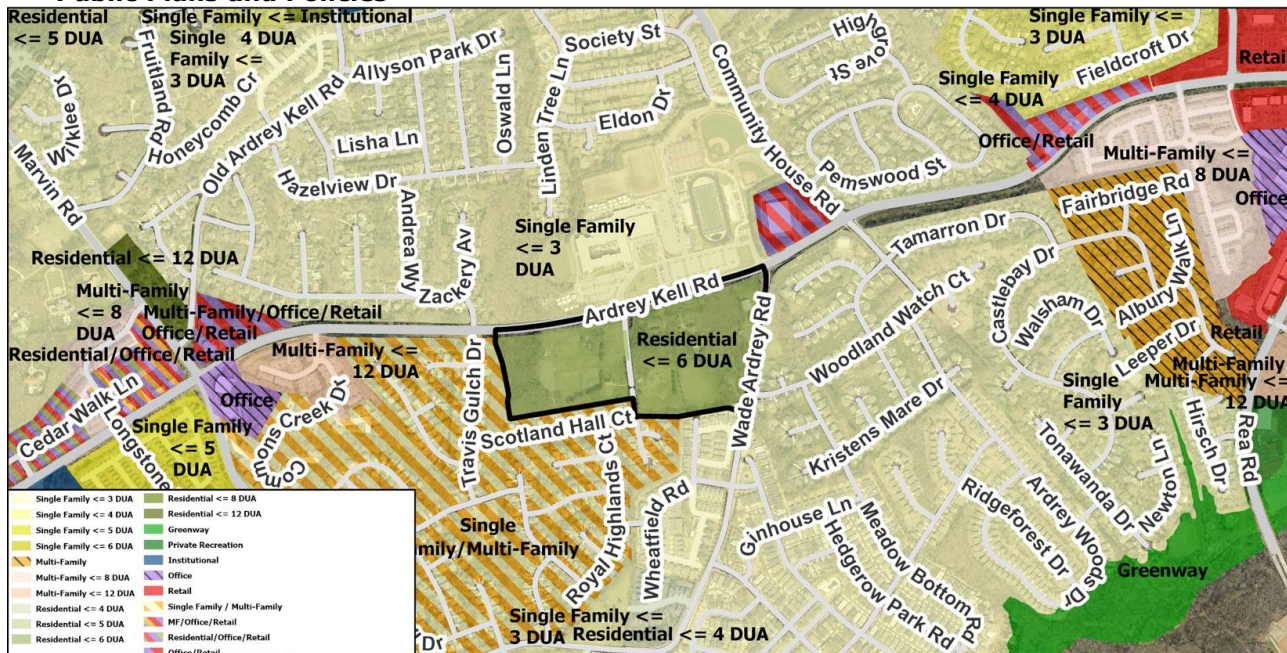 Public Plans and Policies
Residential
<= 5 DUA
Single Family <=
4 DUA
Institutional
Single
Family <=
3 DUA
Fruitland Rd
Honeycomb Cr
Marvin Rd
Old Ardrey Kell Rd
Allyson Park Dr
Lisha Ln
Hazelview Dr
Oswald Ln
Linden Tree Ln
Society St
Eldon Dr
Andrea Wy
Zackery Av
Community House Rd
Highgrove St
Pemswood St
Single Family <=
3 DUA
Fieldcroft Dr
Retail
Single Family
<= 4 DUA
Office/Retail
Multi-Family <=
8 DUA
Office
Fairbridge Rd
Single Family
<= 3
DUA
Residential <= 12 DUA
Multi-Family
<= 8
DUA
Multi-Family/Office/Retail
Office/Retail
Residential/Office/Retail
Multi-Family <=
12 DUA
Ardrey Kell Rd
Residential
<= 6 DUA
Wade Ardrey Rd
Tamarron Dr
Woodland Watch Ct
Castlebay Dr
Walsham Dr
Albury Walk Ln
Leeper Dr
Retail
Multi-Family
Multi-Family <=
12 DUA
Cedar Walk Ln
Longstone
Office
Single Family
<= 5
DUA
Travis Gulch Dr
Scotland Hall Ct
Royal Highlands Ct
Wheatfield Rd
Kristens Mare Dr
Single
Family
<= 3 DUA
Hirsch Dr
Rea Rd
Tonawanda Dr
Newton Ln
Ardrey Woods Dr
Ridgeforest Dr
Ginhouse Ln
Meadow Bottom Rd
Hedgerow Park Rd
Greenway
Single
Family/Multi-Family
Single Family <=
3 DUA
Residential <= 4 DUA
Dr
Single Family <= 3 DUA
Single Family <= 4 DUA
Single Family <= 5 DUA
Single Family <= 6 DUA
Multi-Family
Multi-Family <= 8 DUA
Multi-Family <= 12 DUA
Residential <= 4 DUA
Residential <= 5 DUA
Residential <= 6 DUA
Residential <= 8 DUA
Residential <= 12 DUA
Greenway
Private Recreation
Institutional
Office
Retail
Single Family / Multi-Family
MF/Office/Retail
Residential/Office/Retail
Office/Retail